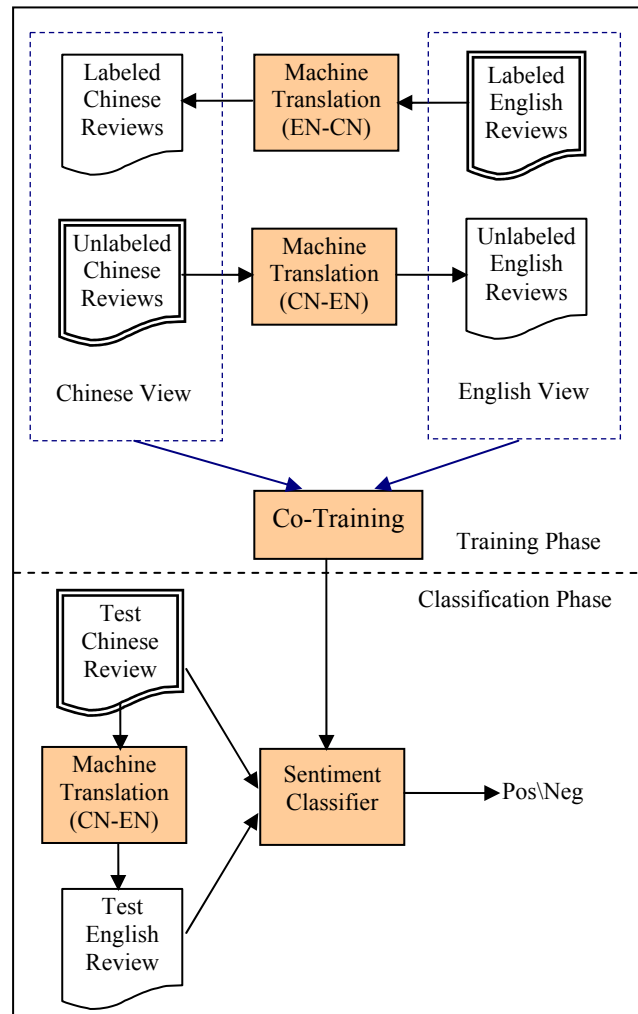 Labeled
Chinese
Reviews
Machine
Translation
(EN-CN)
Labeled
English
Reviews
Unlabeled
Chinese
Reviews
Machine
Translation
(CN-EN)
Unlabeled
English
Reviews
Chinese View
English View
Co-Training
Training Phase
Classification Phase
Test
Chinese
Review
Machine
Translation
(CN-EN)
Sentiment
Classifier
Pos\Neg
Test
English
Review